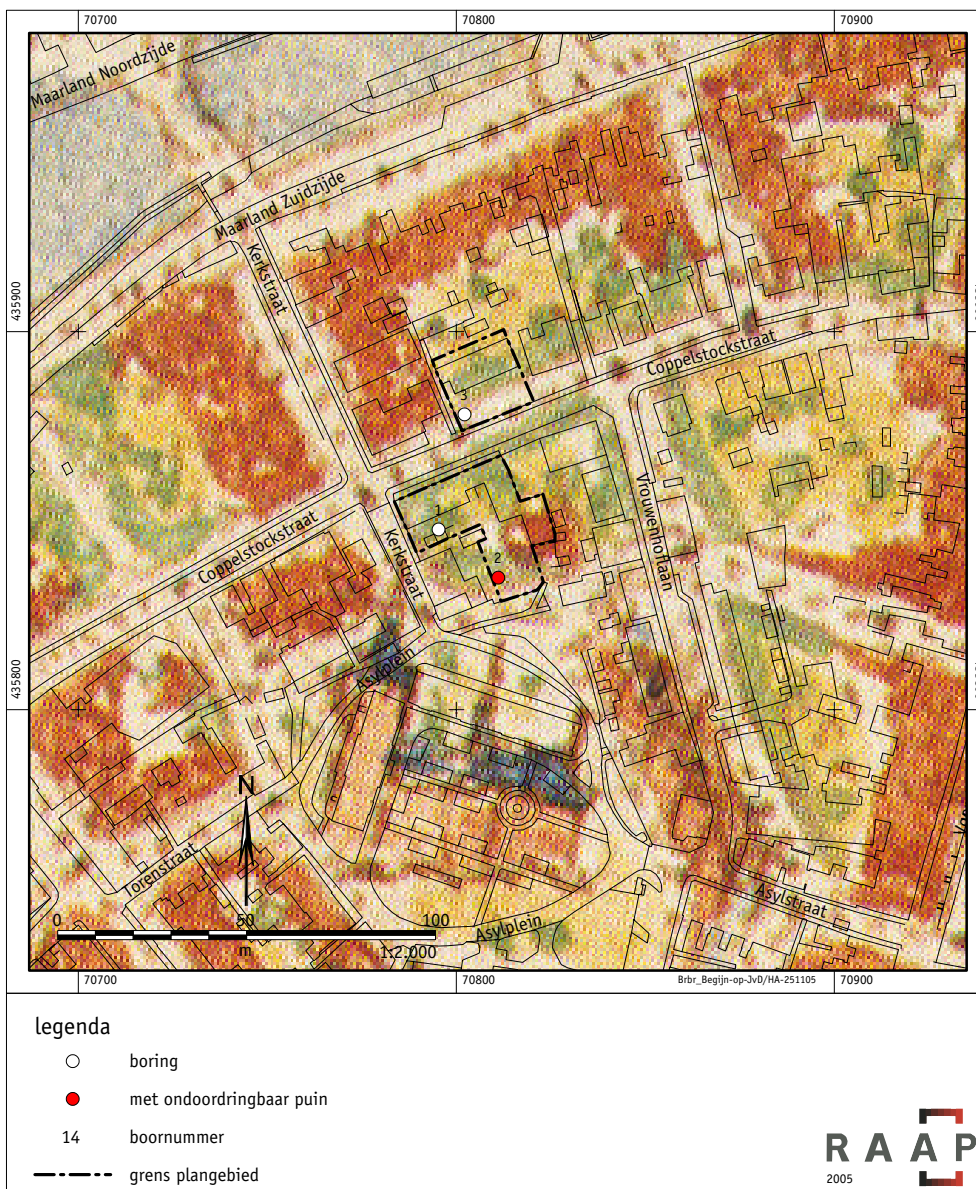 70700
70800
70900
Maarland Noordzijde
Maarland Zuidzijde
Kerkstraat
435900
Coppelstockstraat
3
1
2
Coppelstockstraat
Kerkstraat
Vrouwenhoflaan
435800
Asylplein
N
Torenstraat
Asylstraat
Asylplein
0
50
100
m
1:2.000
70700
70800
70900
Brbr_Begijn-op-JvD/HA-251105
legenda
boring
met ondoordringbaar puin
14
boornummer
grens plangebied
RAAP
2005